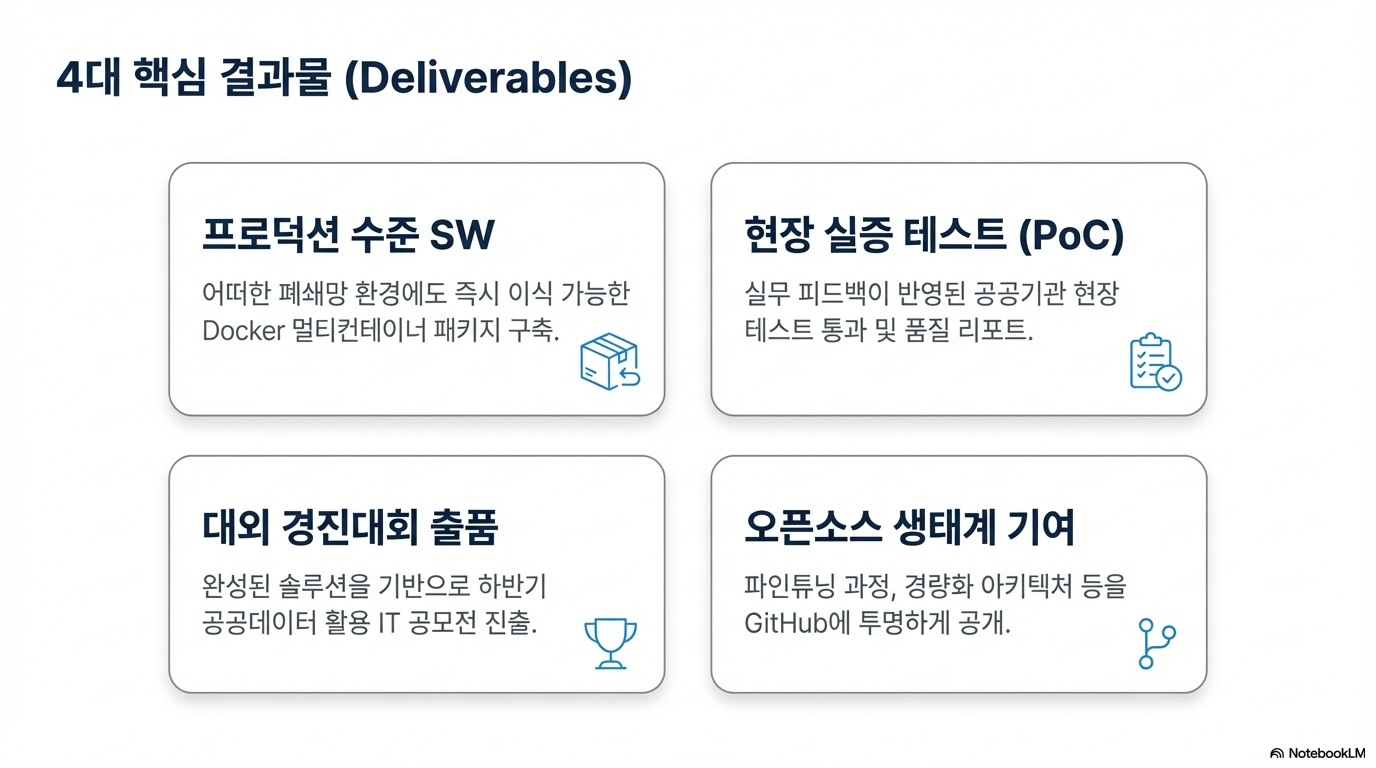 4대 핵심 결과물 (Deliverables)
프로덕션 수준 SW
어떠한 폐쇄망 환경에도 즉시 이식 가능한
Docker 멀티컨테이너 패키지 구축.
현장 실증 테스트 (PoC)
실무 피드백이 반영된 공공기관 현장
테스트 통과 및 품질 리포트.
대외 경진대회 출품
완성된 솔루션을 기반으로 하반기
공공데이터 활용 IT 공모전 진출.
오픈소스 생태계 기여
파인튜닝 과정, 경량화 아키텍처 등을
GitHub에 투명하게 공개.
NotebookLM